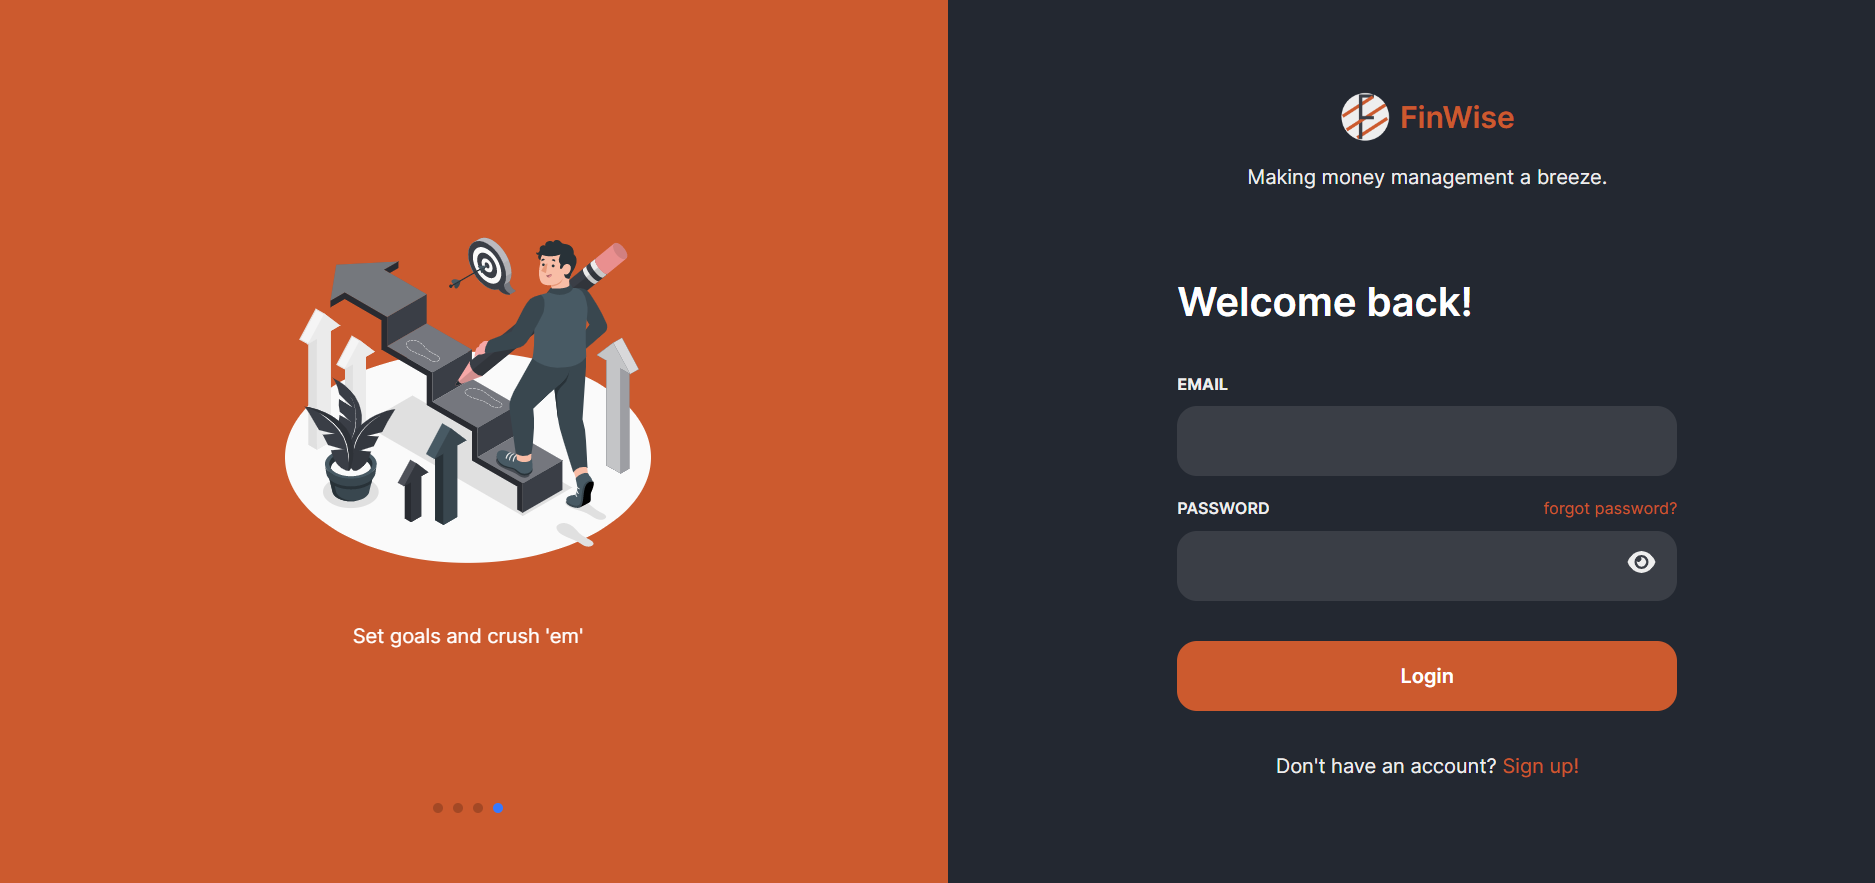 Set goals and crush 'em'
FinWise
Making money management a breeze.
Welcome back!
EMAIL
PASSWORD
forgot password?
Login
Don't have an account? Sign up!